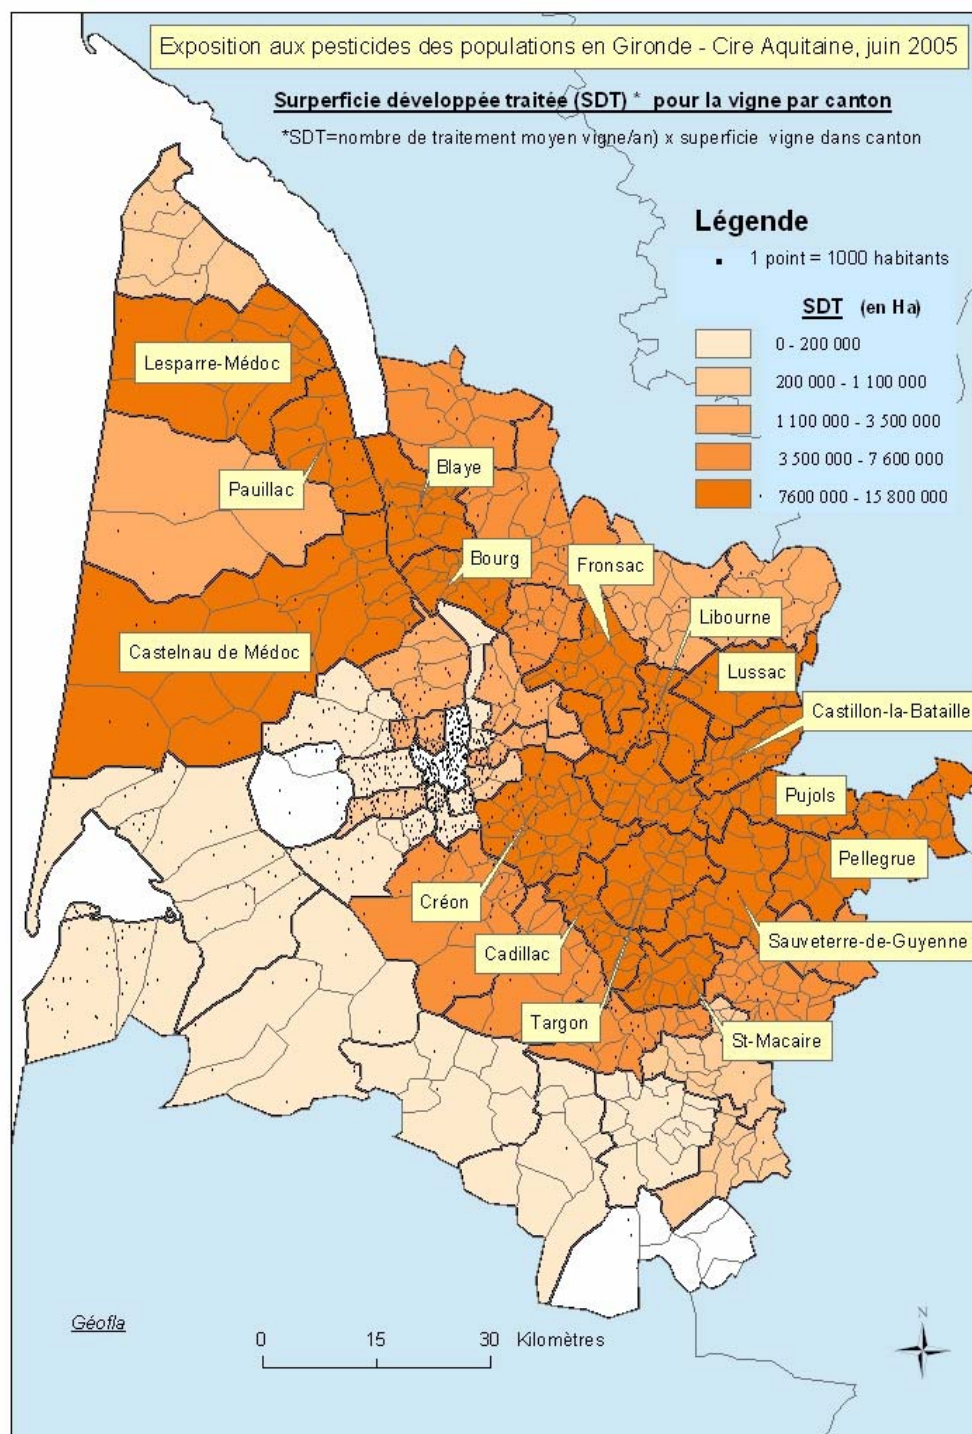 Exposition aux pesticides des populations en Gironde - Cire Aquitaine, juin 2005
Surperficie développée traitée (SDT) * pour la vigne par canton
*SDT=nombre de traitement moyen vigne/an) x superficie vigne dans canton
Légende
1 point = 1000 habitants
SDT (en Ha)
0 - 200 000
200 000 - 1 100 000
1 100 000 - 3 500 000
3 500 000 - 7 600 000
7600 000 - 15 800 000
Lesparre-Médoc
Pauillac
Blaye
Bourg
Fronsac
Libourne
Castelnau de Médoc
Lussac
Castillon-la-Bataille
Pujols
Pellegrue
Créon
Cadillac
Sauveterre-de-Guyenne
Targon
St-Macaire
Géofla
0 15 30 Kilomètres
N